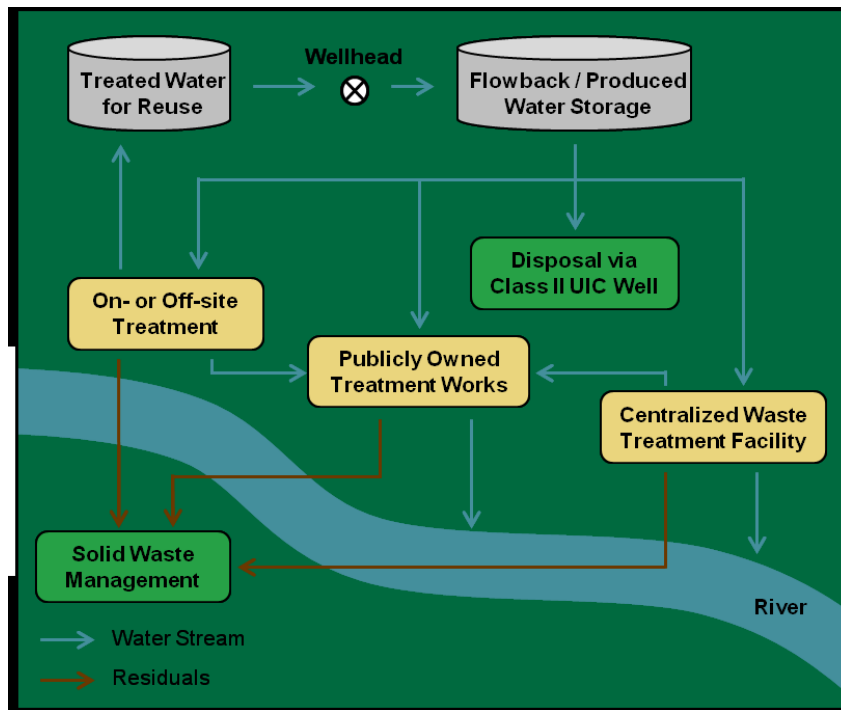 Wellhead
Treated Water
for Reuse
Flowback / Produced
Water Storage
Disposal via
Class II UIC Well
On- or Off-site
Treatment
Publicly Owned
Treatment Works
Centralized Waste
Treatment Facility
Solid Waste
Management
River
Water Stream
Residuals